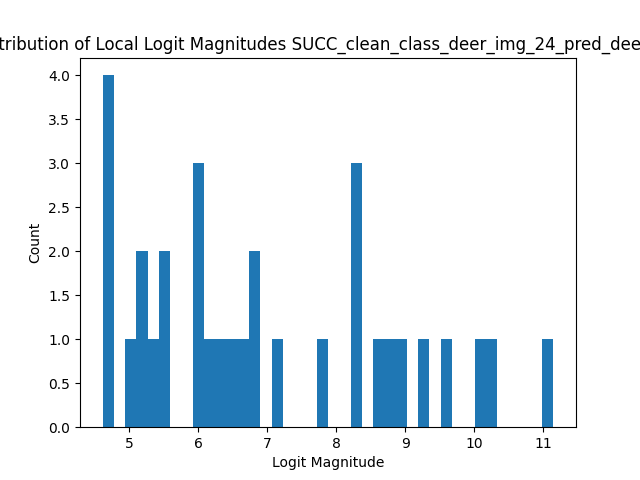 tribution of Local Logit Magnitudes SUCC_clean_class_deer_img_24_pred_dee
4.0
3.5
3.0
2.5
2.0
1.5
1.0
0.5
0.0
Count
5 6 7 8 9 10 11
Logit Magnitude